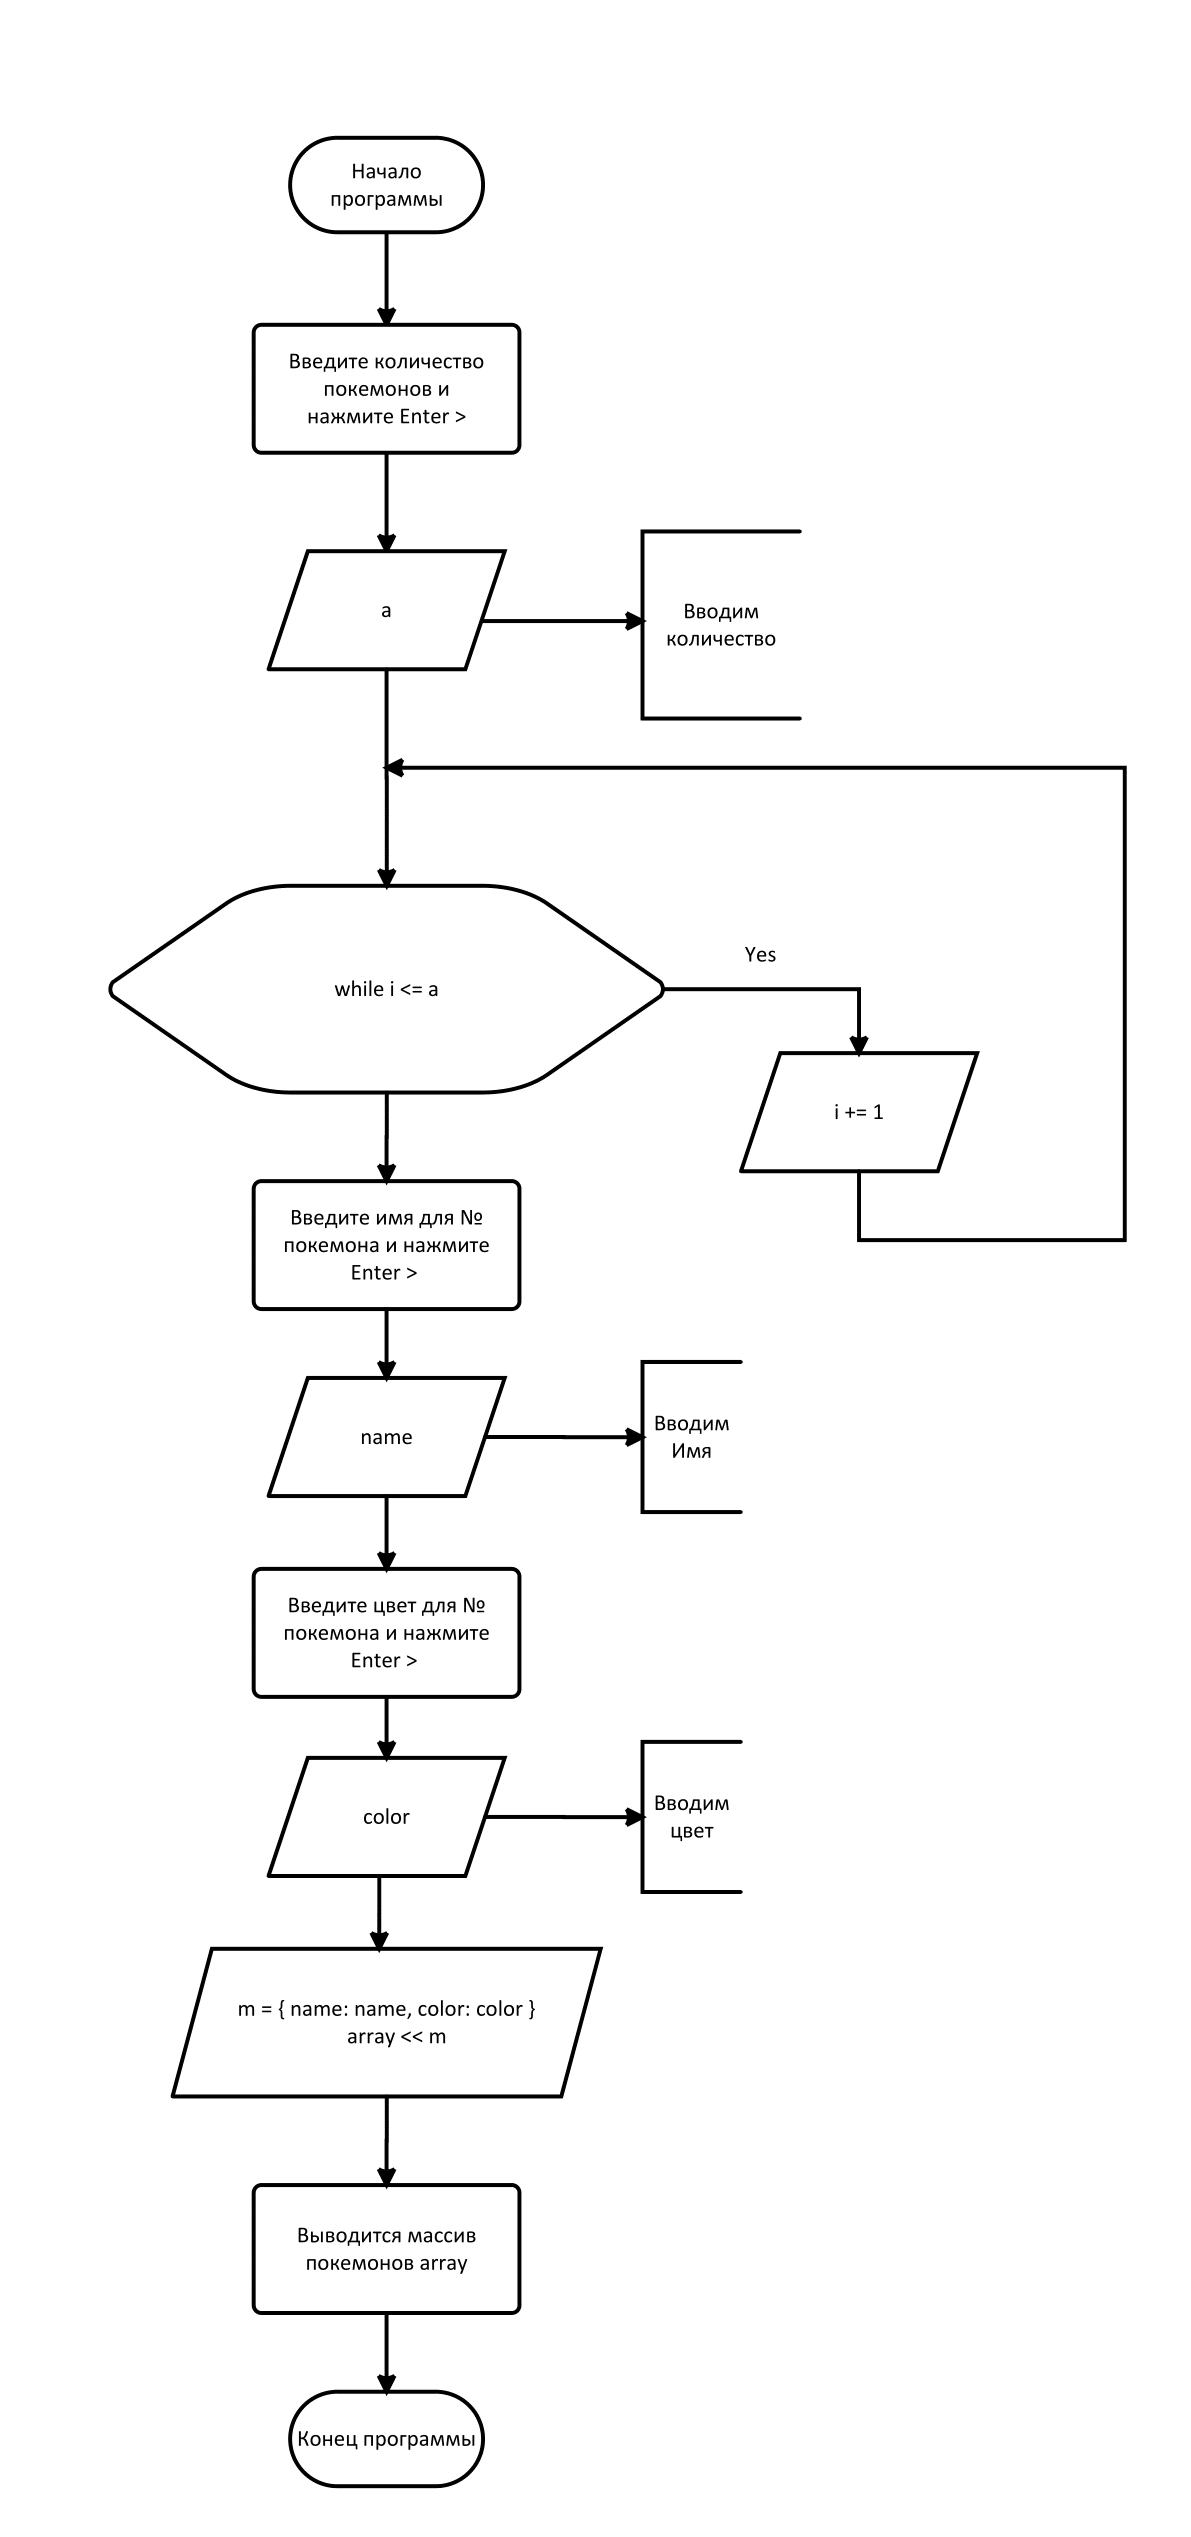 Начало
программы
Введите количество
покемонов и
нажмите Enter >
a
Вводим
количество
while i <= a
Yes
i += 1
Введите имя для №
покемона и нажмите
Enter >
name
Вводим
Имя
Введите цвет для №
покемона и нажмите
Enter >
color
Вводим
цвет
m = { name: name, color: color }
array << m
Выводится массив
покемонов array
Конец программы